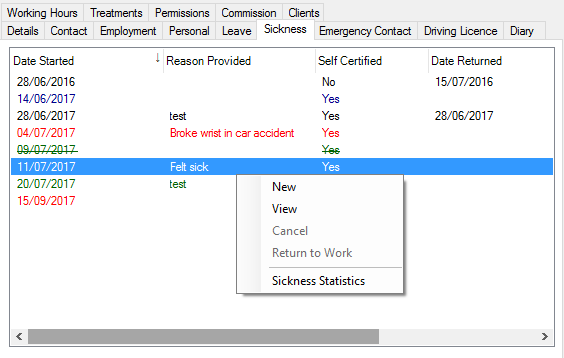 Working Hours Treatments Permissions Commission Clients
Details Contact Employment Personal Leave Sickness Emergency Contact Driving Licence Diary
Date Started ↓ Reason Provided Self Certified Date Returned
28/06/2016 No 15/07/2016
14/06/2017 Yes
28/06/2017 test Yes 28/06/2017
04/07/2017 Broke wrist in car accident Yes
09/07/2017 Yes
11/07/2017 Felt sick Yes
20/07/2017 test
15/09/2017
New
View
Cancel
Return to Work
Sickness Statistics